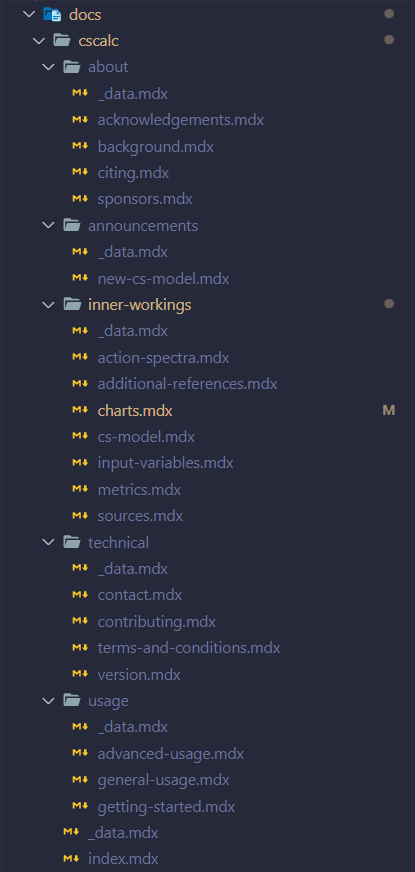 docs
cscalc
about
_data.mdx
acknowledgements.mdx
background.mdx
citing.mdx
sponsors.mdx
announcements
_data.mdx
new-cs-model.mdx
inner-workings
_data.mdx
action-spectra.mdx
additional-references.mdx
charts.mdx M
cs-model.mdx
input-variables.mdx
metrics.mdx
sources.mdx
technical
_data.mdx
contact.mdx
contributing.mdx
terms-and-conditions.mdx
version.mdx
usage
_data.mdx
advanced-usage.mdx
general-usage.mdx
getting-started.mdx
_data.mdx
index.mdx